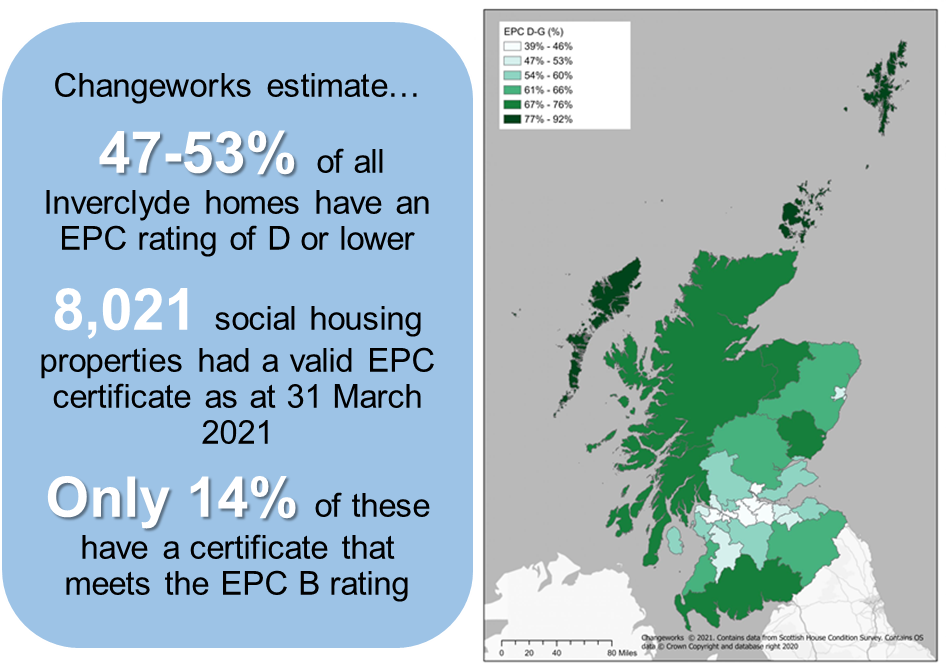 Changeworks estimate…
47-53% of all
Inverclyde homes have an
EPC rating of D or lower
8,021 social housing
properties had a valid EPC
certificate as at 31 March
2021
Only 14% of these
have a certificate that
meets the EPC B rating
EPC D-G (%)
39% - 46%
47% - 53%
54% - 60%
61% - 66%
67% - 76%
77% - 92%
0 20 40 80 Miles
Changeworks © 2021. Contains data from Scottish House Condition Survey. Contains OS
data © Crown Copyright and database right 2020